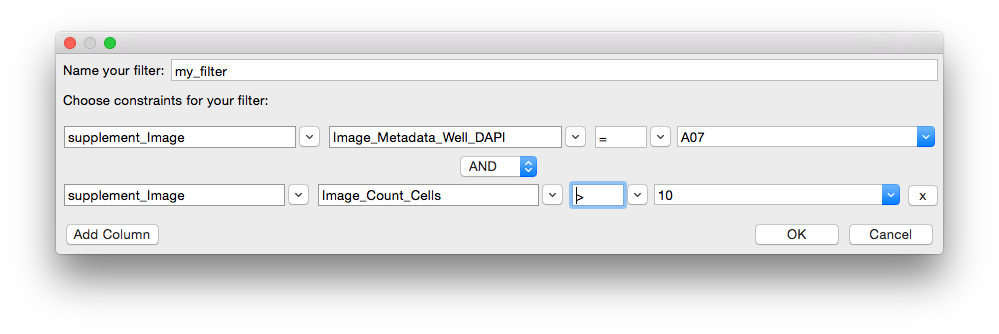 Name your filter: my_filter
Choose constraints for your filter:
supplement_Image Image_Metadata_Well_DAPI = A07
AND
supplement_Image Image_Count_Cells > 10 x
Add Column OK Cancel